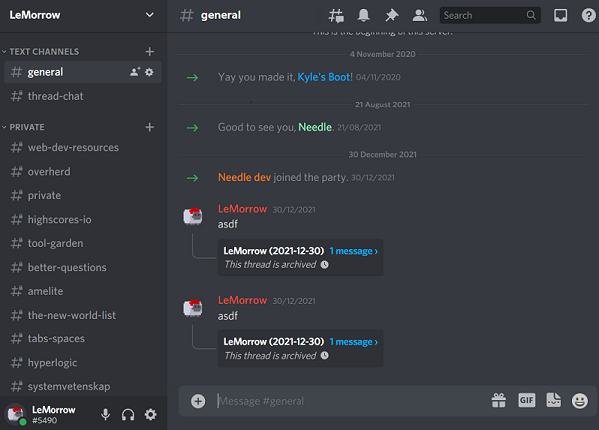 LeMorrow
TEXT CHANNELS
general
thread-chat
PRIVATE
web-dev-resources
overherd
private
highscores-io
tool-garden
better-questions
amelite
the-new-world-list
tabs-spaces
hyperlogic
systemvetenskap
LeMorrow
#5490
# general
Search
This is the beginning of this server.
4 November 2020
Yay you made it, Kyle's Boot! 04/11/2020
21 August 2021
Good to see you, Needle. 21/08/2021
30 December 2021
Needle dev joined the party. 30/12/2021
LeMorrow 30/12/2021
asdf
LeMorrow (2021-12-30) 1 message ›
This thread is archived
LeMorrow 30/12/2021
asdf
LeMorrow (2021-12-30) 1 message ›
This thread is archived
Message #general
GIF